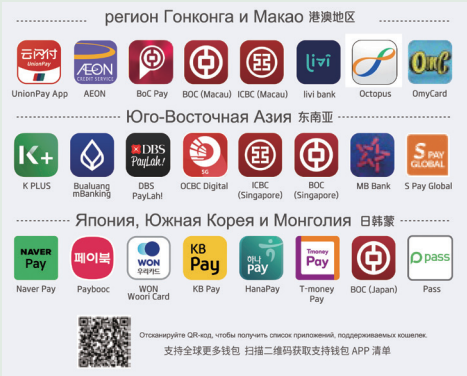 регион Гонконга и Макао 港澳地区
云闪付
UnionPay
AEON
CREDIT SERVICE
livi
OmC
UnionPay App AEON BoC Pay BOC (Macau) ICBC (Macau) livi bank Octopus OmyCard
Юго-Восточная Азия 东南亚
K+
DBS
PayLah!
SG
S PAY
GLOBAL
K PLUS Bualuang mBanking DBS PayLah! OCBC Digital ICBC (Singapore) BOC (Singapore) MB Bank S Pay Global
Япония, Южная Корея и Монголия 日韩蒙
NAVER Pay
페이북
WON 우리카드
KB Pay
하나 pay
Tmoney Pay
pass
Naver Pay Paybooc WON Woori Card KB Pay HanaPay T-money Pay BOC (Japan) Pass
Отсканируйте QR-код, чтобы получить список приложений, поддерживаемых кошелек.
支持全球更多钱包 扫描二维码获取支持钱包 APP 清单